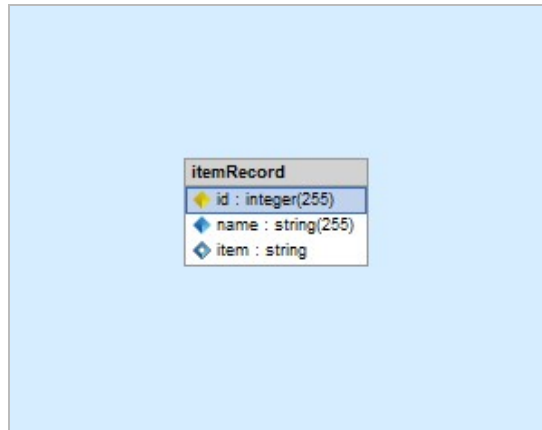 itemRecord
id : integer(255)
name : string(255)
item : string